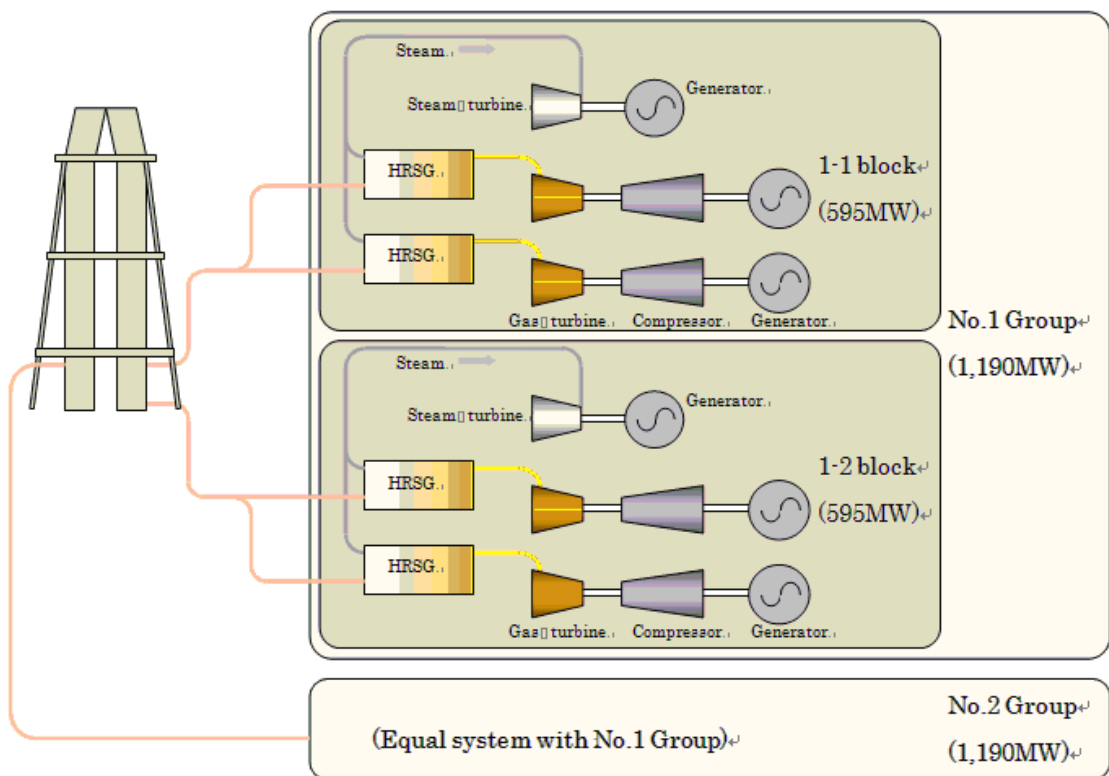 Steam
Steam turbine
Generator
HRSG
1-1 block
(595MW)
HRSG
Gas turbine
Compressor
Generator
No.1 Group
(1,190MW)
Steam
Steam turbine
Generator
HRSG
1-2 block
(595MW)
HRSG
Gas turbine
Compressor
Generator
No.2 Group
(Equal system with No.1 Group)
(1,190MW)